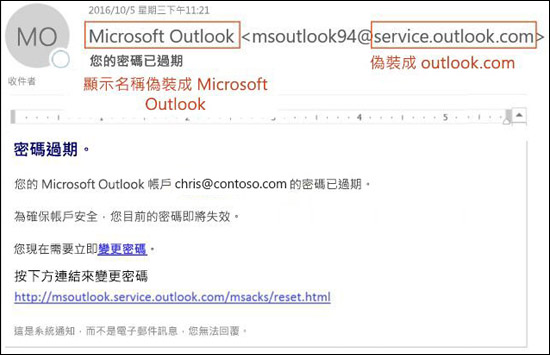 2016/10/5 星期三下午11:21
MO
Microsoft Outlook <msoutlook94@service.outlook.com>
您的密碼已過期
偽裝成 outlook.com
收件者
顯示名稱偽裝成 Microsoft
Outlook
1 2 3 4 5
密碼過期。
您的 Microsoft Outlook 帳戶 chris@contoso.com 的密碼已過期。
為確保帳戶安全，您目前的密碼即將失效。
您現在需要立即變更密碼。
按下方連結來變更密碼
http://msoutlook.service.outlook.com/msacks/reset.html
這是系統通知，而不是電子郵件訊息，您無法回覆。